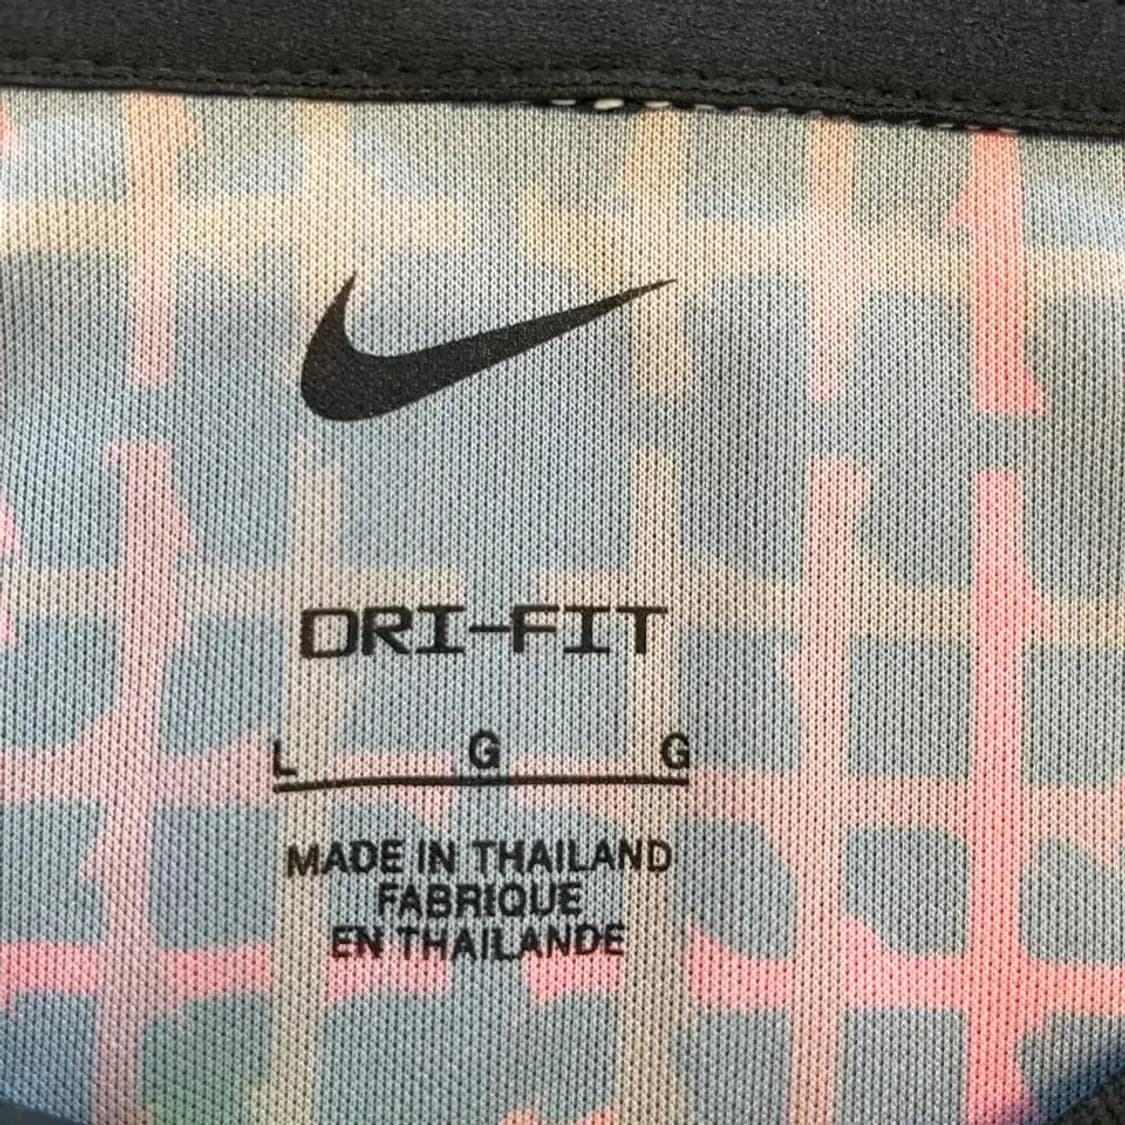 DRI-FIT
L G G
MADE IN THAILAND
FABRIQUE
EN THAILANDE